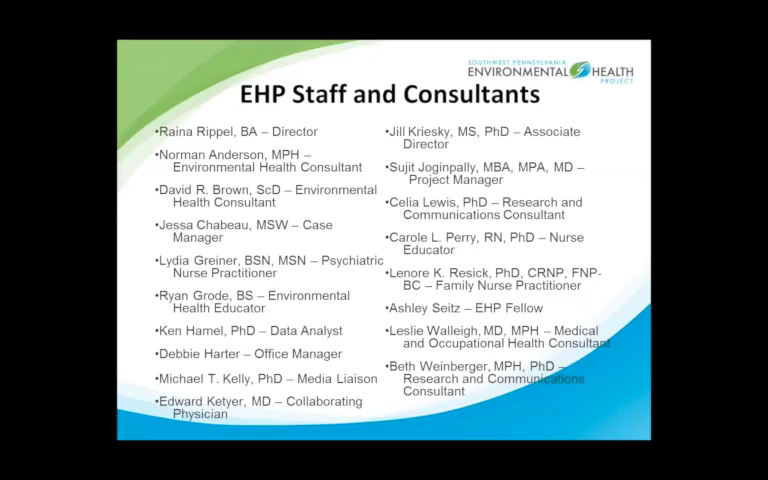 SOUTHWEST PENNSYLVANIA
ENVIRONMENTAL HEALTH
PROJECT
EHP Staff and Consultants
•Raina Rippel, BA – Director
•Norman Anderson, MPH –
Environmental Health Consultant
•David R. Brown, ScD – Environmental
Health Consultant
•Jessa Chabeau, MSW – Case
Manager
•Lydia Greiner, BSN, MSN – Psychiatric
Nurse Practitioner
•Ryan Grode, BS – Environmental
Health Educator
•Ken Hamel, PhD – Data Analyst
•Debbie Harter – Office Manager
•Michael T. Kelly, PhD – Media Liaison
•Edward Ketyer, MD – Collaborating
Physician
•Jill Kriesky, MS, PhD – Associate
Director
•Sujit Joginpally, MBA, MPA, MD –
Project Manager
•Celia Lewis, PhD – Research and
Communications Consultant
•Carole L. Perry, RN, PhD – Nurse
Educator
•Lenore K. Resick, PhD, CRNP, FNP-
BC – Family Nurse Practitioner
•Ashley Seitz – EHP Fellow
•Leslie Walleigh, MD, MPH – Medical
and Occupational Health Consultant
•Beth Weinberger, MPH, PhD –
Research and Communications
Consultant